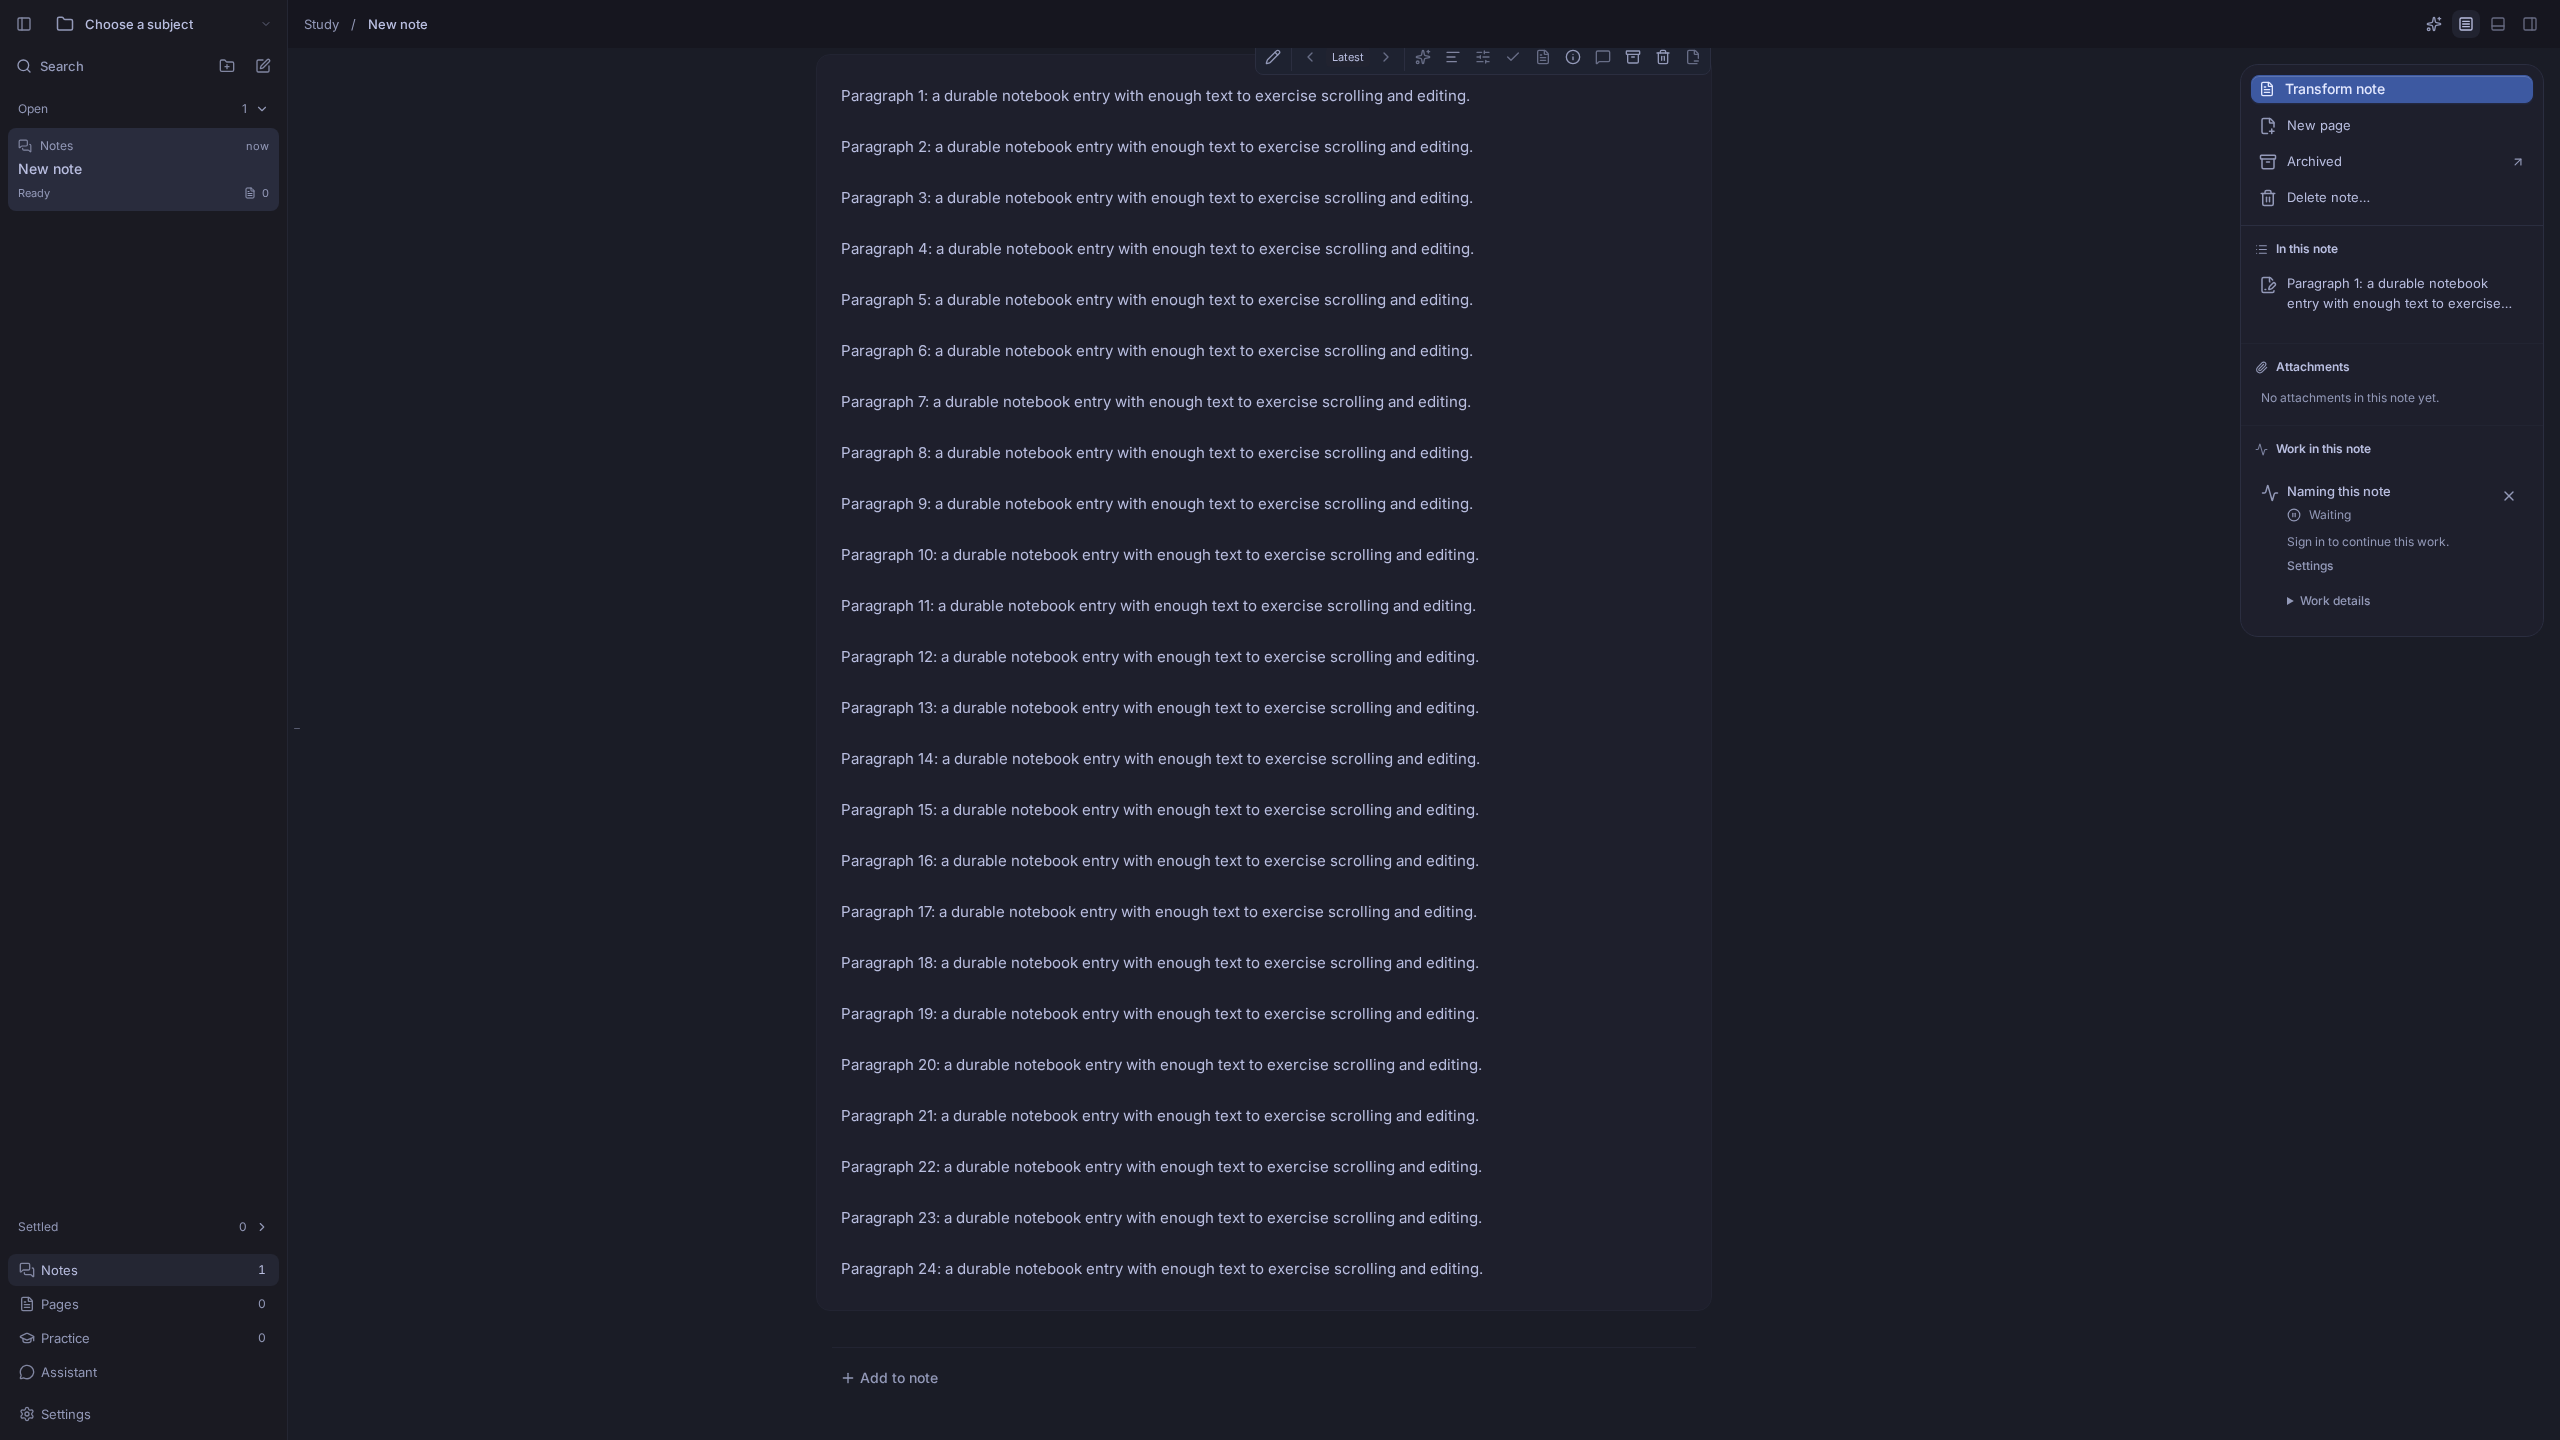 Choose a subject
Search
Open 1
Notes now
New note
Ready 0
Settled 0
Notes 1
Pages 0
Practice 0
Assistant
Settings
Study / New note
Latest
Paragraph 1: a durable notebook entry with enough text to exercise scrolling and editing.
Paragraph 2: a durable notebook entry with enough text to exercise scrolling and editing.
Paragraph 3: a durable notebook entry with enough text to exercise scrolling and editing.
Paragraph 4: a durable notebook entry with enough text to exercise scrolling and editing.
Paragraph 5: a durable notebook entry with enough text to exercise scrolling and editing.
Paragraph 6: a durable notebook entry with enough text to exercise scrolling and editing.
Paragraph 7: a durable notebook entry with enough text to exercise scrolling and editing.
Paragraph 8: a durable notebook entry with enough text to exercise scrolling and editing.
Paragraph 9: a durable notebook entry with enough text to exercise scrolling and editing.
Paragraph 10: a durable notebook entry with enough text to exercise scrolling and editing.
Paragraph 11: a durable notebook entry with enough text to exercise scrolling and editing.
Paragraph 12: a durable notebook entry with enough text to exercise scrolling and editing.
Paragraph 13: a durable notebook entry with enough text to exercise scrolling and editing.
Paragraph 14: a durable notebook entry with enough text to exercise scrolling and editing.
Paragraph 15: a durable notebook entry with enough text to exercise scrolling and editing.
Paragraph 16: a durable notebook entry with enough text to exercise scrolling and editing.
Paragraph 17: a durable notebook entry with enough text to exercise scrolling and editing.
Paragraph 18: a durable notebook entry with enough text to exercise scrolling and editing.
Paragraph 19: a durable notebook entry with enough text to exercise scrolling and editing.
Paragraph 20: a durable notebook entry with enough text to exercise scrolling and editing.
Paragraph 21: a durable notebook entry with enough text to exercise scrolling and editing.
Paragraph 22: a durable notebook entry with enough text to exercise scrolling and editing.
Paragraph 23: a durable notebook entry with enough text to exercise scrolling and editing.
Paragraph 24: a durable notebook entry with enough text to exercise scrolling and editing.
Add to note
Transform note
New page
Archived
Delete note...
In this note
Paragraph 1: a durable notebook
entry with enough text to exercise...
Attachments
No attachments in this note yet.
Work in this note
Naming this note
Waiting
Sign in to continue this work.
Settings
Work details